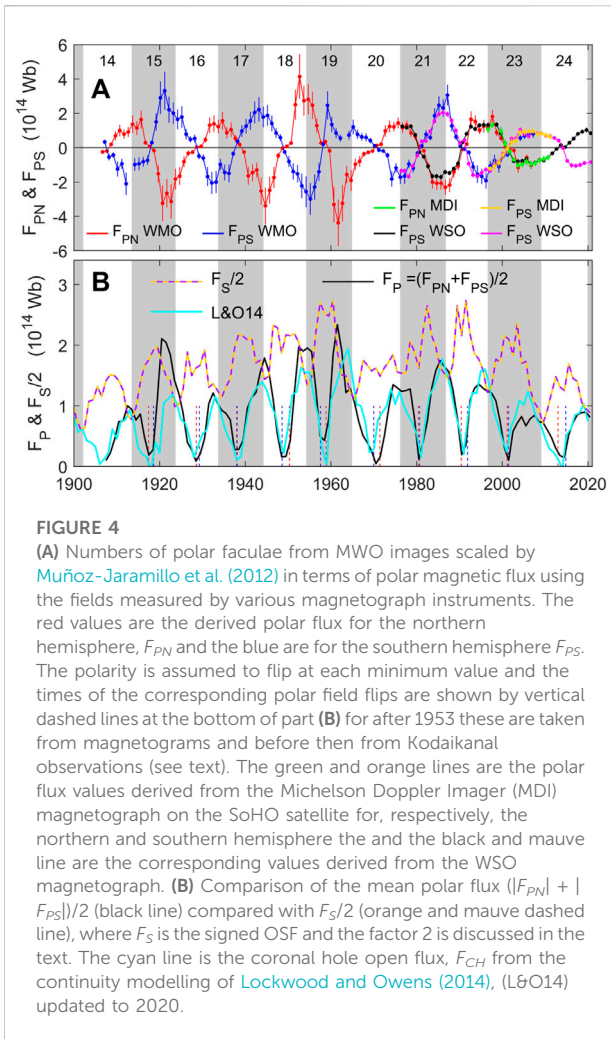 14 15 16 17 18 19 20 21 22 23 24
A
F_PN & F_PS (10^14 Wb)
6
4
2
0
-2
-4
-6
F_PN WMO F_PS WMO F_PN MDI F_PS MDI
F_PS WSO F_PS WSO
B
F_P & F_S/2 (10^14 Wb)
3
2
1
0
F_S/2 F_P =(F_PN+F_PS)/2
L&O14
1900 1920 1940 1960 1980 2000 2020
FIGURE 4
(A) Numbers of polar faculae from MWO images scaled by
Muñoz-Jaramillo et al. (2012) in terms of polar magnetic flux using
the fields measured by various magnetograph instruments. The
red values are the derived polar flux for the northern
hemisphere, F_PN and the blue are for the southern hemisphere F_PS.
The polarity is assumed to flip at each minimum value and the
times of the corresponding polar field flips are shown by vertical
dashed lines at the bottom of part (B) for after 1953 these are taken
from magnetograms and before then from Kodaikanal
observations (see text). The green and orange lines are the polar
flux values derived from the Michelson Doppler Imager (MDI)
magnetograph on the SoHO satellite for, respectively, the
northern and southern hemisphere the and the black and mauve
line are the corresponding values derived from the WSO
magnetograph. (B) Comparison of the mean polar flux (|F_PN| + |
F_PS|)/2 (black line) compared with F_S/2 (orange and mauve dashed
line), where F_S is the signed OSF and the factor 2 is discussed in the
text. The cyan line is the coronal hole open flux, F_CH from the
continuity modelling of Lockwood and Owens (2014), (L&O14)
updated to 2020.